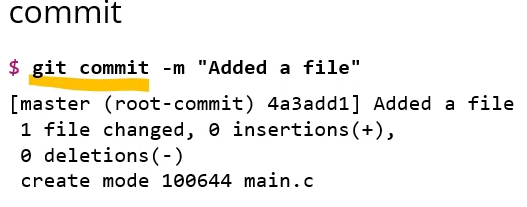 commit
$ git commit -m "Added a file"
[master (root-commit) 4a3add1] Added a file
1 file changed, 0 insertions(+),
0 deletions(-)
create mode 100644 main.c